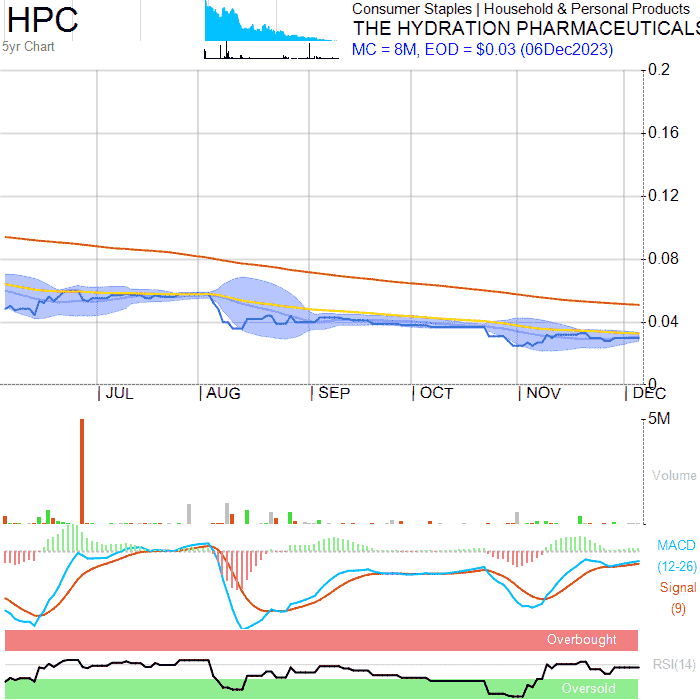 HPC
5yr Chart
Consumer Staples | Household & Personal Products
THE HYDRATION PHARMACEUTICALS
MC = 8M, EOD = $0.03 (06Dec2023)
0.2
0.16
0.12
0.08
0.04
0
JUL AUG SEP OCT NOV DEC
5M
Volume
MACD
(12-26)
Signal
(9)
Overbought
RSI(14)
Oversold